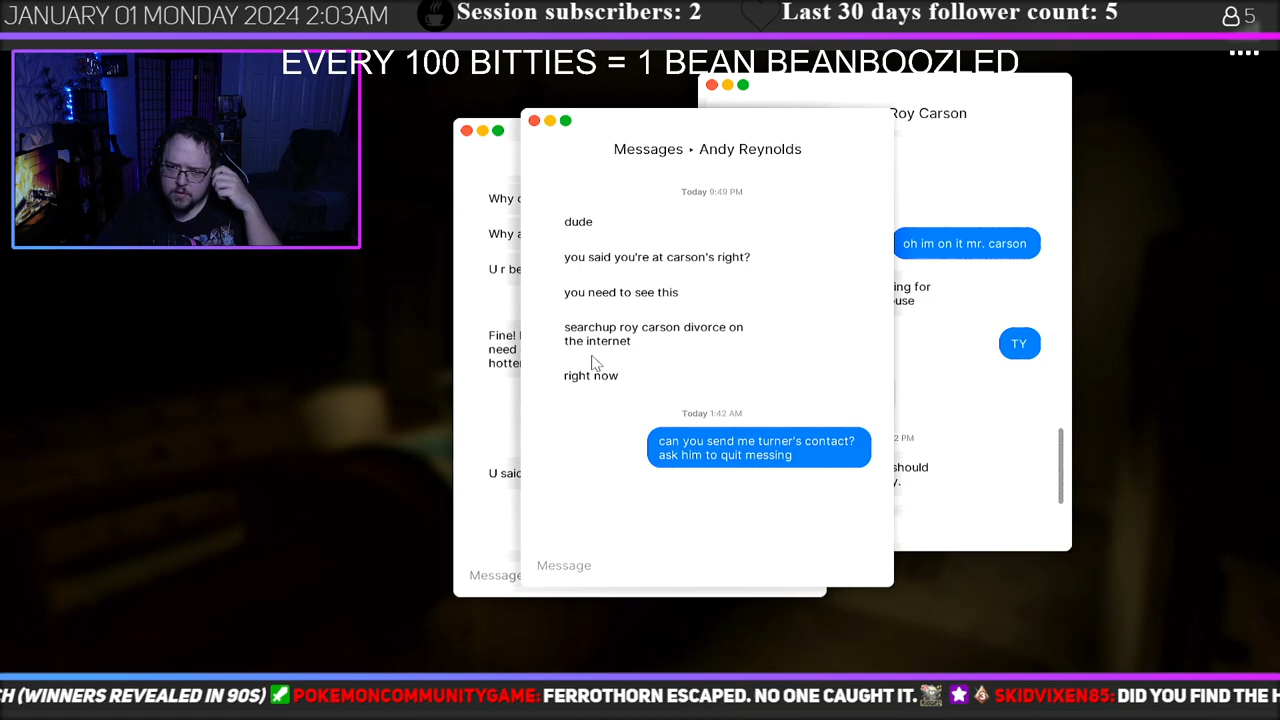 JANUARY 01 MONDAY 2024 2:03AM
Session subscribers: 2
Last 30 days follower count: 5
5
EVERY 100 BITTIES = 1 BEAN BEANBOOZLED
Roy Carson
Messages ‣ Andy Reynolds
Today 9:49 PM
dude
you said you're at carson's right?
you need to see this
searchup roy carson divorce on
the internet
right now
Today 1:42 AM
can you send me turner's contact?
ask him to quit messing
Message
Why
Why
U r be
Fine!
need
hotter
U said
Message
oh im on it mr. carson
ing for
use
TY
2 PM
should
y.
CH (WINNERS REVEALED IN 90S) POKEMONCOMMUNITYGAME: FERROTHORN ESCAPED. NO ONE CAUGHT IT. SKIDVIXEN85: DID YOU FIND THE H